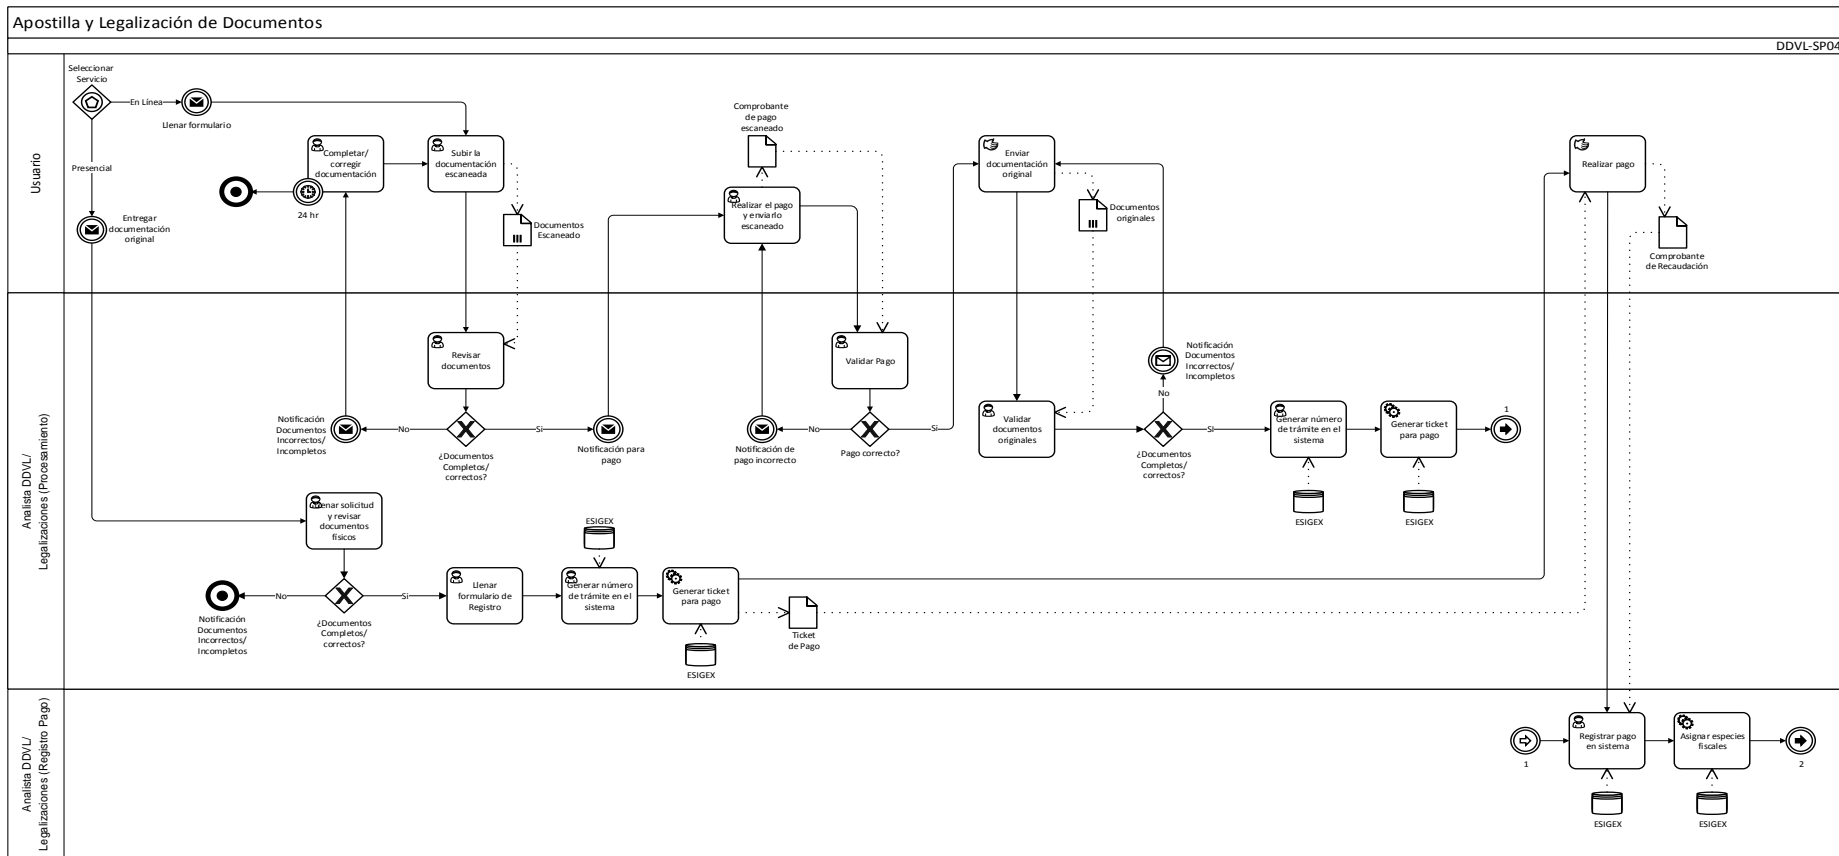 Apostilla y Legalización de Documentos
DDVL-SP04
Usuario
Seleccionar
Servicio
En Línea
Llenar formulario
Presencial
Entregar
documentación
original
Completar/
corregir
documentación
24 hr
Subir la
documentación
escaneada
Documentos
Escaneado
Comprobante
de pago
escaneado
Realizar el pago
y enviarlo
escaneado
Enviar
documentación
original
Documentos
originales
Realizar pago
Comprobante
de Recaudación
Analista DDVL/
Legalizaciones (Procesamiento)
Revisar
documentos
Notificación
Documentos
Incorrectos/
Incompletos
No
¿Documentos
Completos/
correctos?
Si
Notificación para
pago
Validar Pago
Notificación de
pago incorrecto
No
Pago correcto?
Si
Validar
documentos
originales
Notificación
Documentos
Incorrectos/
Incompletos
No
¿Documentos
Completos/
correctos?
SI
Generar número
de trámite en el
sistema
ESIGEX
Generar ticket
para pago
ESIGEX
1
Llenar solicitud
y revisar
documentos
físicos
No
Notificación
Documentos
Incorrectos/
Incompletos
¿Documentos
Completos/
correctos?
Si
Llenar
formulario de
Registro
ESIGEX
Generar número
de trámite en el
sistema
Generar ticket
para pago
ESIGEX
Ticket
de Pago
Analista DDVL/
Legalizaciones (Registro Pago)
1
Registrar pago
en sistema
ESIGEX
Asignar especies
fiscales
ESIGEX
2